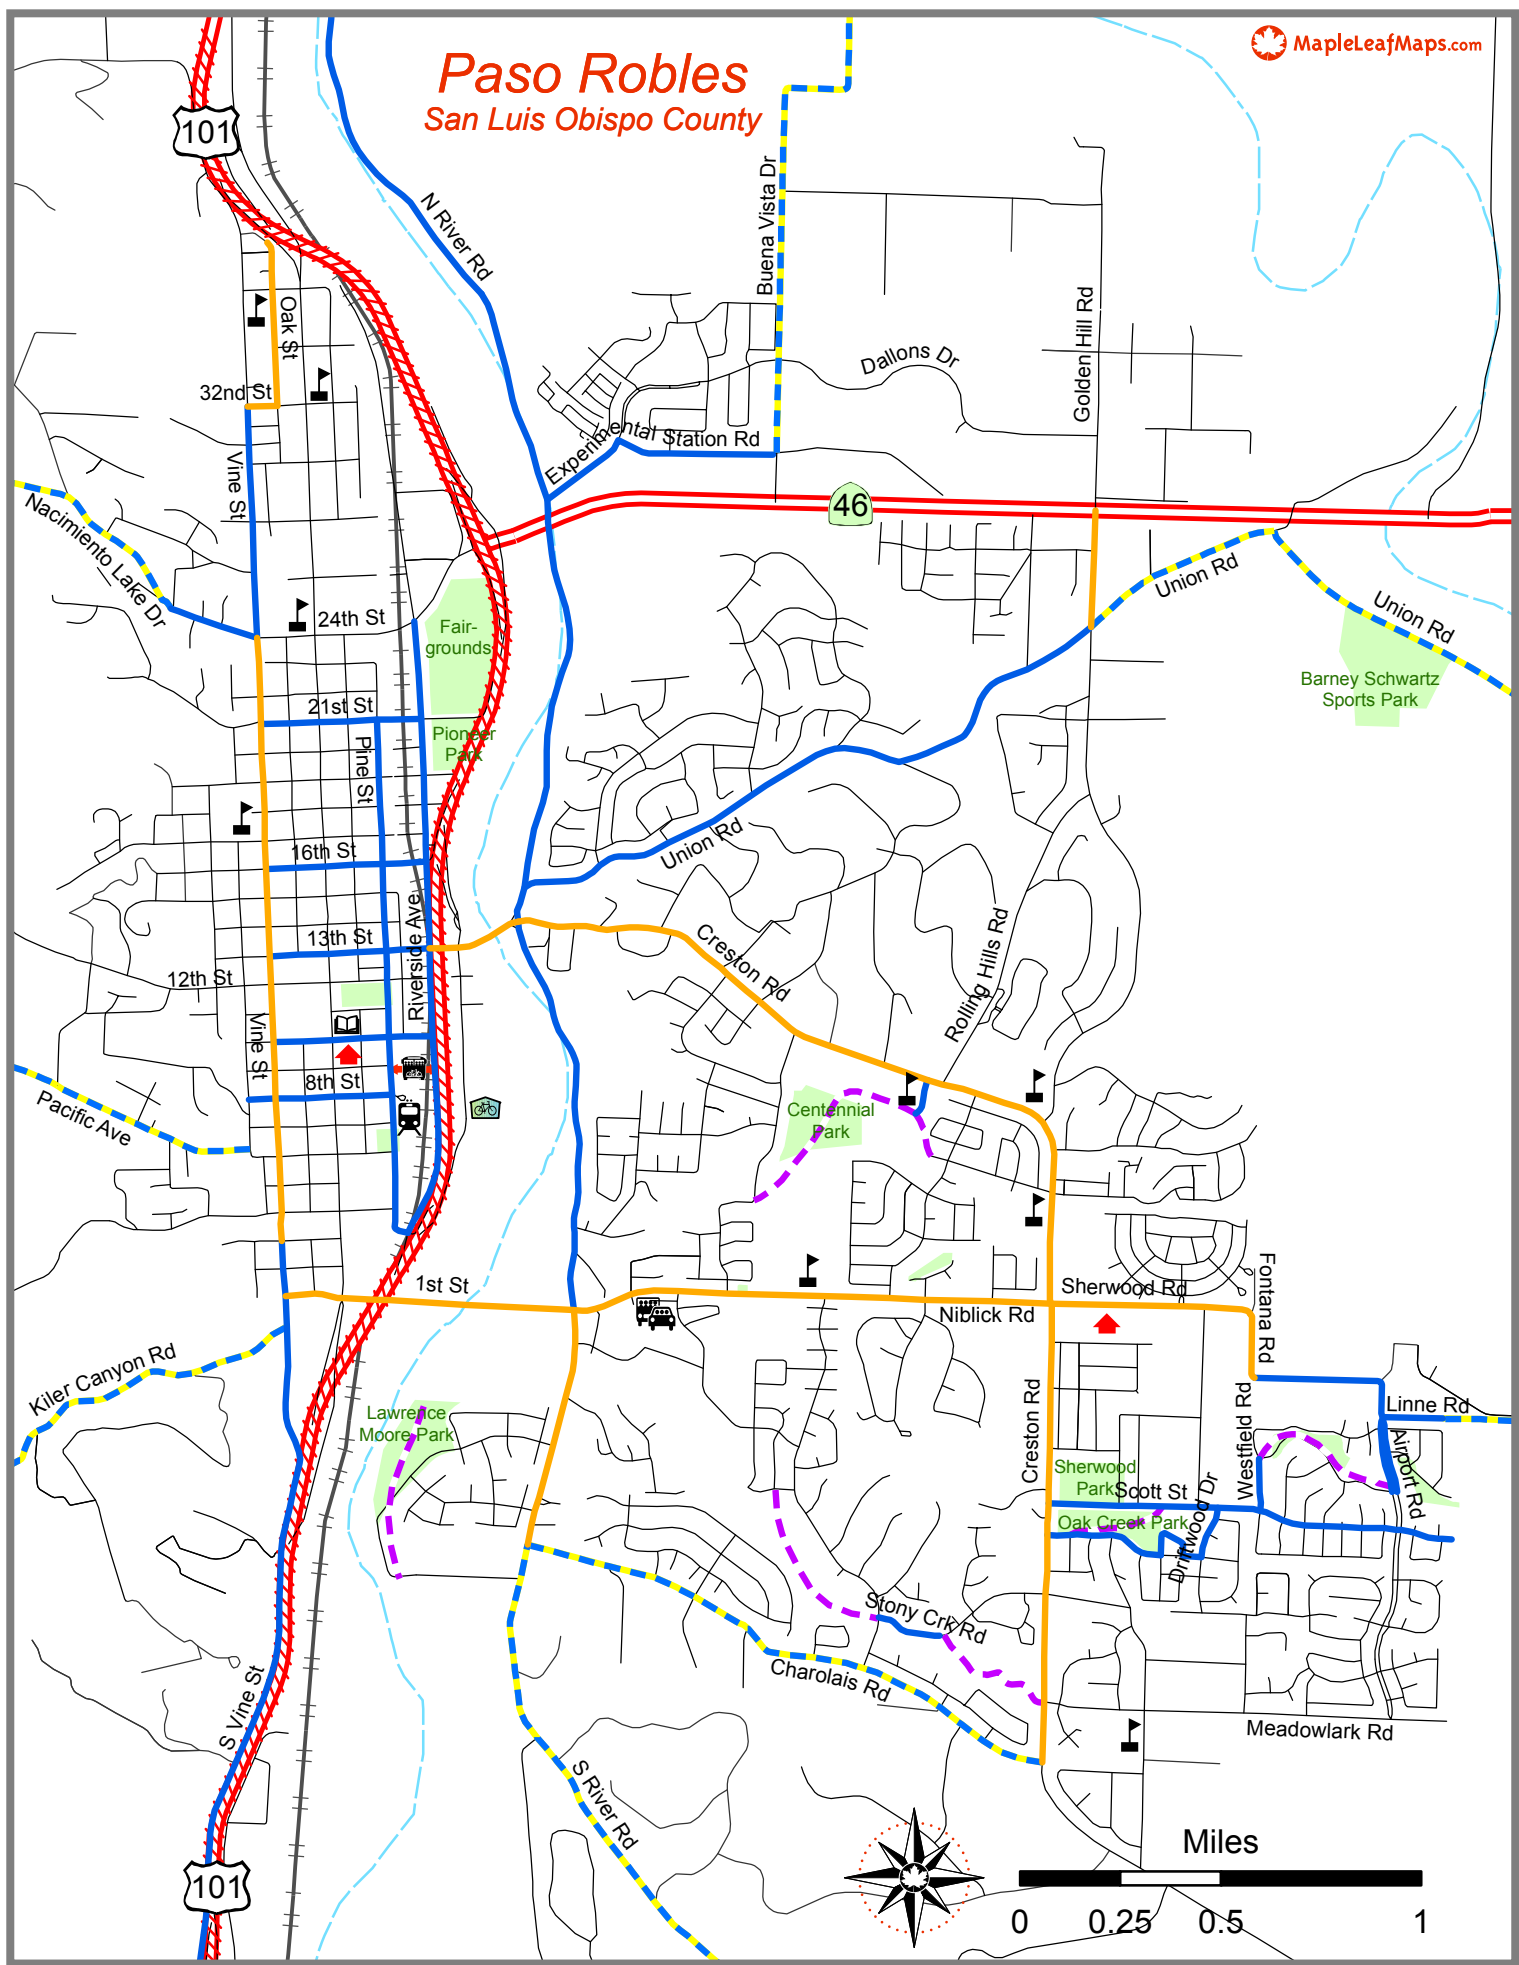 Paso Robles
San Luis Obispo County
MapleLeafMaps.com
101
N River Rd
Buena Vista Dr
Golden Hill Rd
Oak St
Dallons Dr
32nd St
Experimental Station Rd
Vine St
46
Nacimiento Lake Dr
Union Rd
Union Rd
24th St
Fair-
grounds
Barney Schwartz
Sports Park
21st St
Pioneer
Park
Pine St
16th St
Union Rd
Riverside Ave
13th St
Creston Rd
12th St
Rolling Hills Rd
Vine St
8th St
Pacific Ave
Centennial
Park
1st St
Sherwood Rd
Niblick Rd
Fontana Rd
Kiler Canyon Rd
Lawrence
Moore Park
Creston Rd
Westfield Rd
Linne Rd
Airport Rd
Sherwood
Park
Scott St
Oak Creek Park
Driftwood Dr
Stony Crk Rd
Charolais Rd
S Vine St
Meadowlark Rd
S River Rd
Miles
0 0.25 0.5 1
101